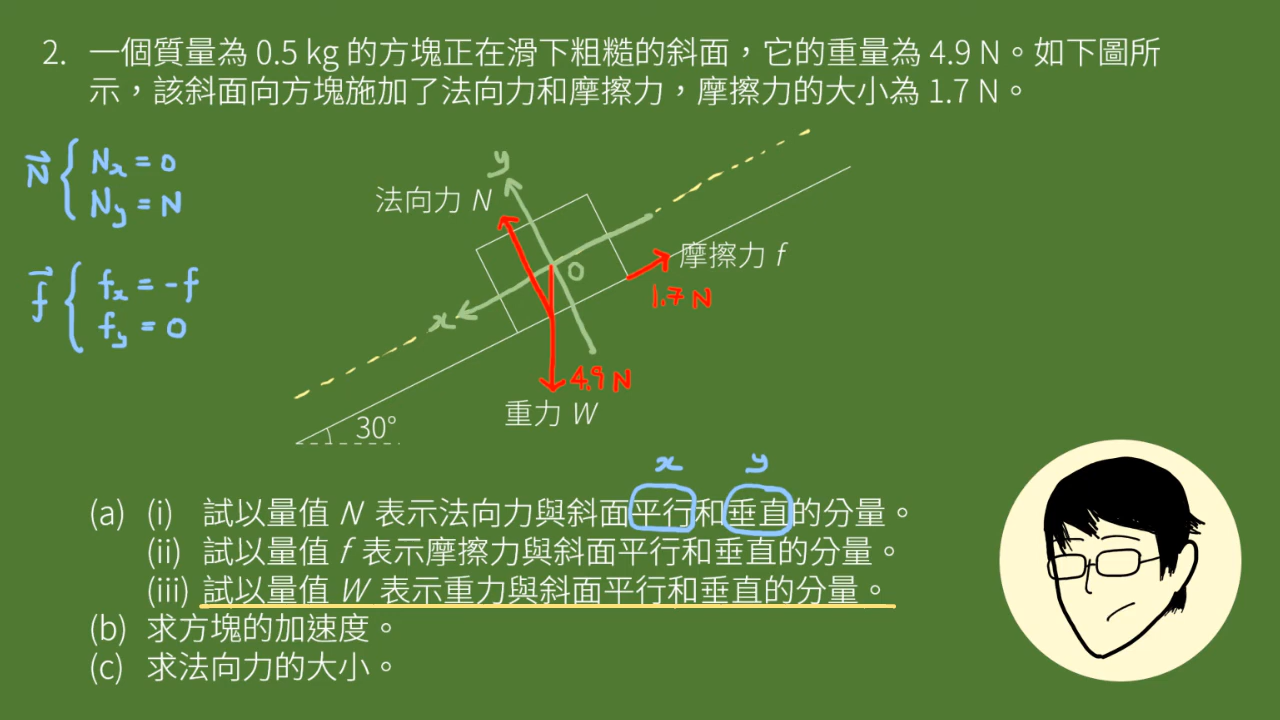 2. 一個質量為 0.5 kg 的方塊正在滑下粗糙的斜面，它的重量為 4.9 N。如下圖所
示，該斜面向方塊施加了法向力和摩擦力，摩擦力的大小為 1.7 N。
N⃗ { Nx = 0
Ny = N
f⃗ { fx = -f
fy = 0
y
法向力 N
O
摩擦力 f
1.7 N
x
4.9 N
重力 W
30°
x y
(a) (i) 試以量值 N 表示法向力與斜面平行和垂直的分量。
(ii) 試以量值 f 表示摩擦力與斜面平行和垂直的分量。
(iii) 試以量值 W 表示重力與斜面平行和垂直的分量。
(b) 求方塊的加速度。
(c) 求法向力的大小。